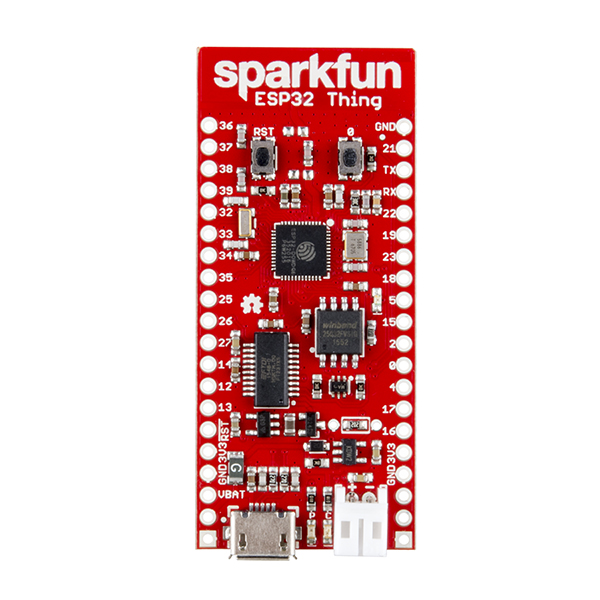 sparkfun
ESP32 Thing
36
GND
37
RST
0
21
38
TX
39
RX
32
22
33
19
34
23
35
18
25
5
26
15
winbond
27
2
14
0
12
4
13
17
RST
16
3V3
3V3
GND
GND
G
VBAT
+
-
P
C